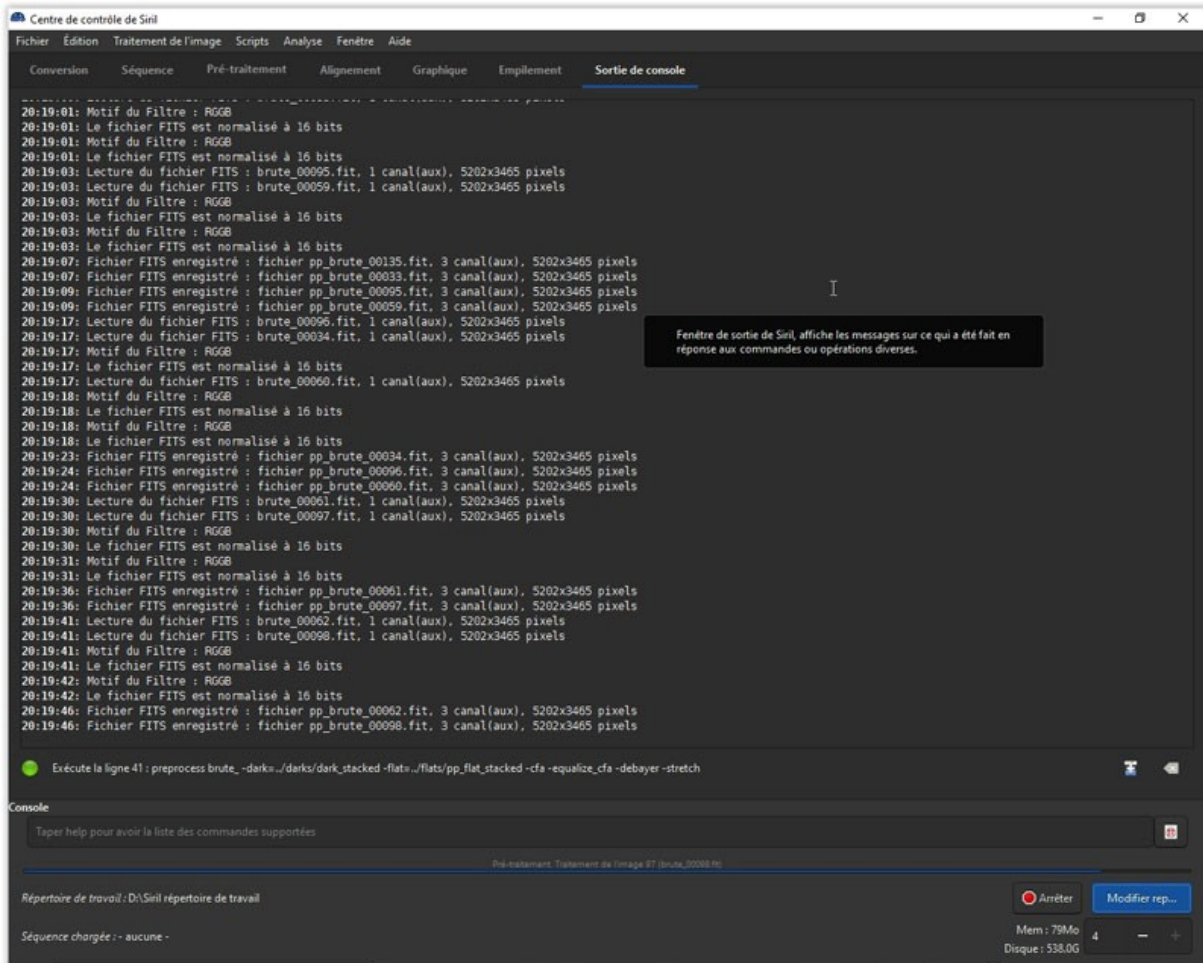 Centre de contrôle de Siril
Fichier Édition Traitement de l'image Scripts Analyse Fenêtre Aide
Conversion Séquence Pré-traitement Alignement Graphique Empilement Sortie de console
20:19:01: Motif du Filtre : RGGB
20:19:01: Le fichier FITS est normalisé à 16 bits
20:19:01: Motif du Filtre : RGGB
20:19:01: Le fichier FITS est normalisé à 16 bits
20:19:03: Lecture du fichier FITS : brute_00095.fit, 1 canal(aux), 5202x3465 pixels
20:19:03: Lecture du fichier FITS : brute_00059.fit, 1 canal(aux), 5202x3465 pixels
20:19:03: Motif du Filtre : RGGB
20:19:03: Le fichier FITS est normalisé à 16 bits
20:19:03: Motif du Filtre : RGGB
20:19:03: Le fichier FITS est normalisé à 16 bits
20:19:07: Fichier FITS enregistré : fichier pp_brute_00135.fit, 3 canal(aux), 5202x3465 pixels
20:19:07: Fichier FITS enregistré : fichier pp_brute_00033.fit, 3 canal(aux), 5202x3465 pixels
20:19:09: Fichier FITS enregistré : fichier pp_brute_00095.fit, 3 canal(aux), 5202x3465 pixels
20:19:09: Fichier FITS enregistré : fichier pp_brute_00059.fit, 3 canal(aux), 5202x3465 pixels
20:19:17: Lecture du fichier FITS : brute_00096.fit, 1 canal(aux), 5202x3465 pixels
20:19:17: Lecture du fichier FITS : brute_00034.fit, 1 canal(aux), 5202x3465 pixels
20:19:17: Motif du Filtre : RGGB
20:19:17: Le fichier FITS est normalisé à 16 bits
20:19:17: Lecture du fichier FITS : brute_00060.fit, 1 canal(aux), 5202x3465 pixels
20:19:18: Motif du Filtre : RGGB
20:19:18: Le fichier FITS est normalisé à 16 bits
20:19:18: Motif du Filtre : RGGB
20:19:18: Le fichier FITS est normalisé à 16 bits
20:19:23: Fichier FITS enregistré : fichier pp_brute_00034.fit, 3 canal(aux), 5202x3465 pixels
20:19:24: Fichier FITS enregistré : fichier pp_brute_00096.fit, 3 canal(aux), 5202x3465 pixels
20:19:24: Fichier FITS enregistré : fichier pp_brute_00060.fit, 3 canal(aux), 5202x3465 pixels
20:19:30: Lecture du fichier FITS : brute_00061.fit, 1 canal(aux), 5202x3465 pixels
20:19:30: Lecture du fichier FITS : brute_00097.fit, 1 canal(aux), 5202x3465 pixels
20:19:30: Motif du Filtre : RGGB
20:19:30: Le fichier FITS est normalisé à 16 bits
20:19:31: Motif du Filtre : RGGB
20:19:31: Le fichier FITS est normalisé à 16 bits
20:19:36: Fichier FITS enregistré : fichier pp_brute_00061.fit, 3 canal(aux), 5202x3465 pixels
20:19:36: Fichier FITS enregistré : fichier pp_brute_00097.fit, 3 canal(aux), 5202x3465 pixels
20:19:41: Lecture du fichier FITS : brute_00062.fit, 1 canal(aux), 5202x3465 pixels
20:19:41: Lecture du fichier FITS : brute_00098.fit, 1 canal(aux), 5202x3465 pixels
20:19:41: Motif du Filtre : RGGB
20:19:41: Le fichier FITS est normalisé à 16 bits
20:19:42: Motif du Filtre : RGGB
20:19:42: Le fichier FITS est normalisé à 16 bits
20:19:46: Fichier FITS enregistré : fichier pp_brute_00062.fit, 3 canal(aux), 5202x3465 pixels
20:19:46: Fichier FITS enregistré : fichier pp_brute_00098.fit, 3 canal(aux), 5202x3465 pixels
Fenêtre de sortie de Siril, affiche les messages sur ce qui a été fait en
réponse aux commandes ou opérations diverses.
Exécute la ligne 41 : preprocess brute_ -dark=../darks/dark_stacked -flat=../flats/pp_flat_stacked -cfa -equalize_cfa -debayer -stretch
Console
Taper help pour avoir la liste des commandes supportées
Pré-traitement. Traitement de l'image 97 (brute_00098.fit)
Répertoire de travail : D:\Siril répertoire de travail
Arrêter Modifier rep...
Séquence chargée : - aucune -
Mem : 79Mo
4
Disque : 538.0G